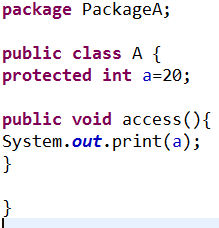 package PackageA;
public class A {
protected int a=20;
public void access(){
System.out.print(a);
}
}